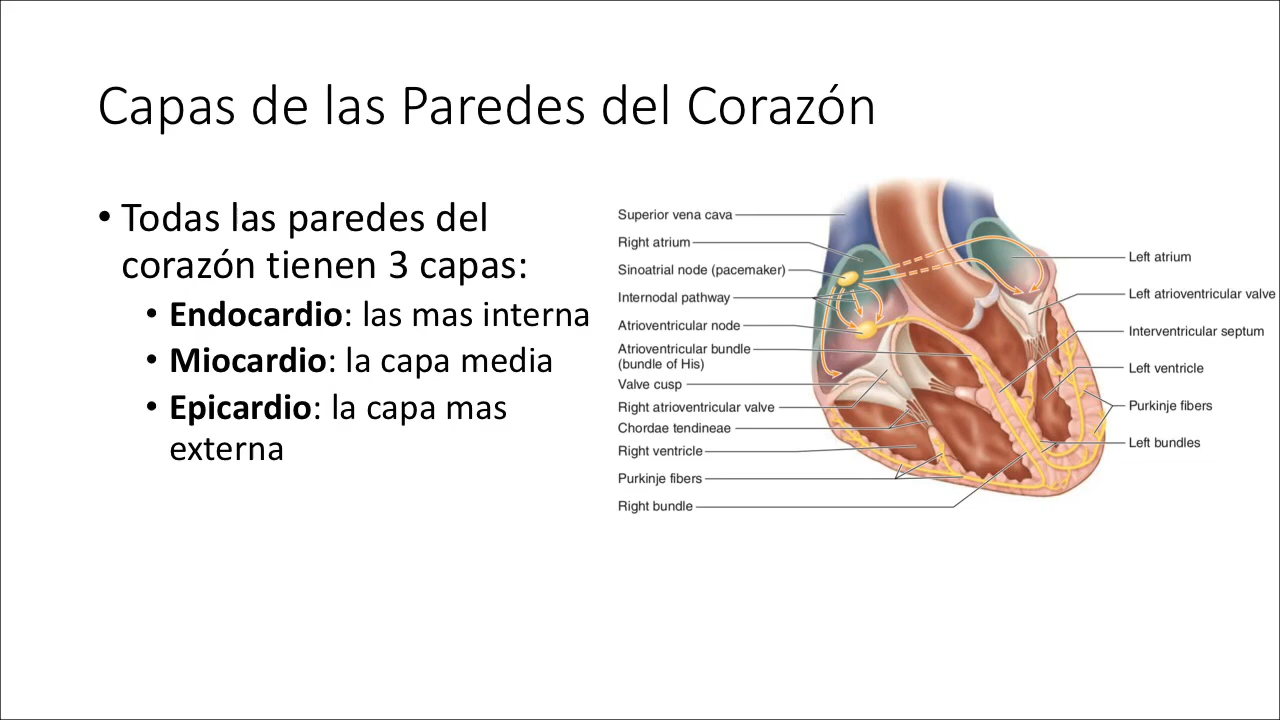 Capas de las Paredes del Corazón
• Todas las paredes del
corazón tienen 3 capas:
• Endocardio: las mas interna
• Miocardio: la capa media
• Epicardio: la capa mas
externa
Superior vena cava
Right atrium
Sinoatrial node (pacemaker)
Internodal pathway
Atrioventricular node
Atrioventricular bundle
(bundle of His)
Valve cusp
Right atrioventricular valve
Chordae tendineae
Right ventricle
Purkinje fibers
Right bundle
Left atrium
Left atrioventricular valve
Interventricular septum
Left ventricle
Purkinje fibers
Left bundles